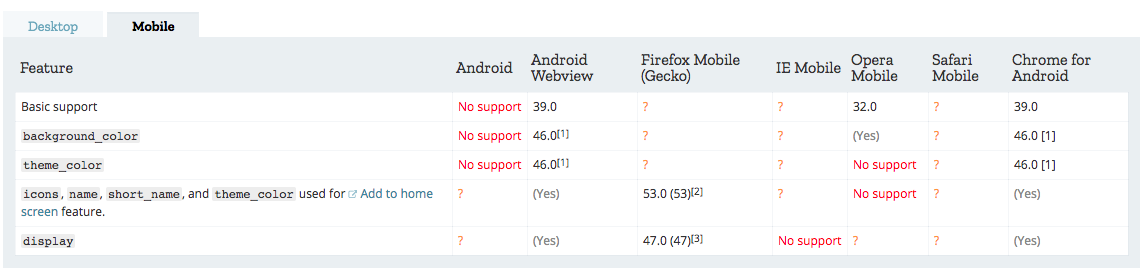 Desktop Mobile
Feature Android Android Webview Firefox Mobile (Gecko) IE Mobile Opera Mobile Safari Mobile Chrome for Android
Basic support No support 39.0 ? ? 32.0 ? 39.0
background_color No support 46.0[1] ? ? (Yes) ? 46.0 [1]
theme_color No support 46.0[1] ? ? No support ? 46.0 [1]
icons, name, short_name, and theme_color used for Add to home screen feature. ? (Yes) 53.0 (53)[2] ? No support ? (Yes)
display ? (Yes) 47.0 (47)[3] No support ? ? (Yes)